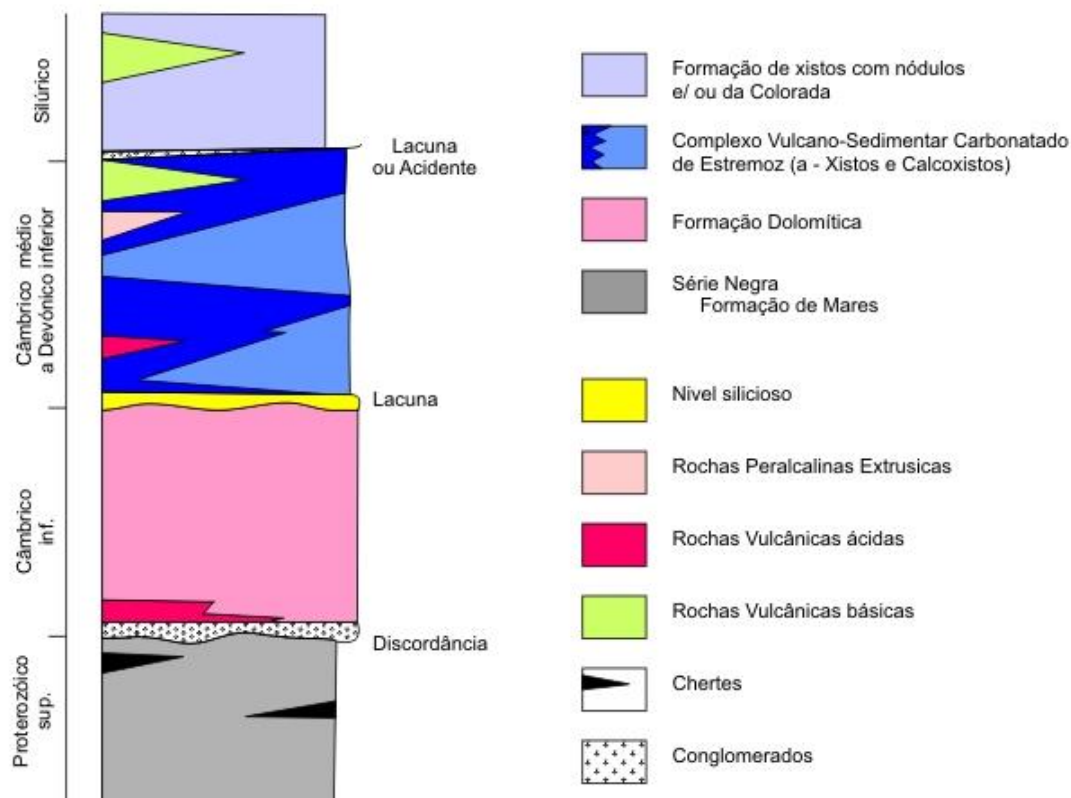 Silúrico
Lacuna
ou Acidente
Câmbrico médio
a Devónico inferior
Lacuna
Câmbrico
inf.
Discordância
Proterozóico
sup.
Formação de xistos com nódulos
e/ ou da Colorada
Complexo Vulcano-Sedimentar Carbonatado
de Estremoz (a - Xistos e Calcoxistos)
Formação Dolomítica
Série Negra
Formação de Mares
Nivel silicioso
Rochas Peralcalinas Extrusicas
Rochas Vulcânicas ácidas
Rochas Vulcânicas básicas
Chertes
Conglomerados